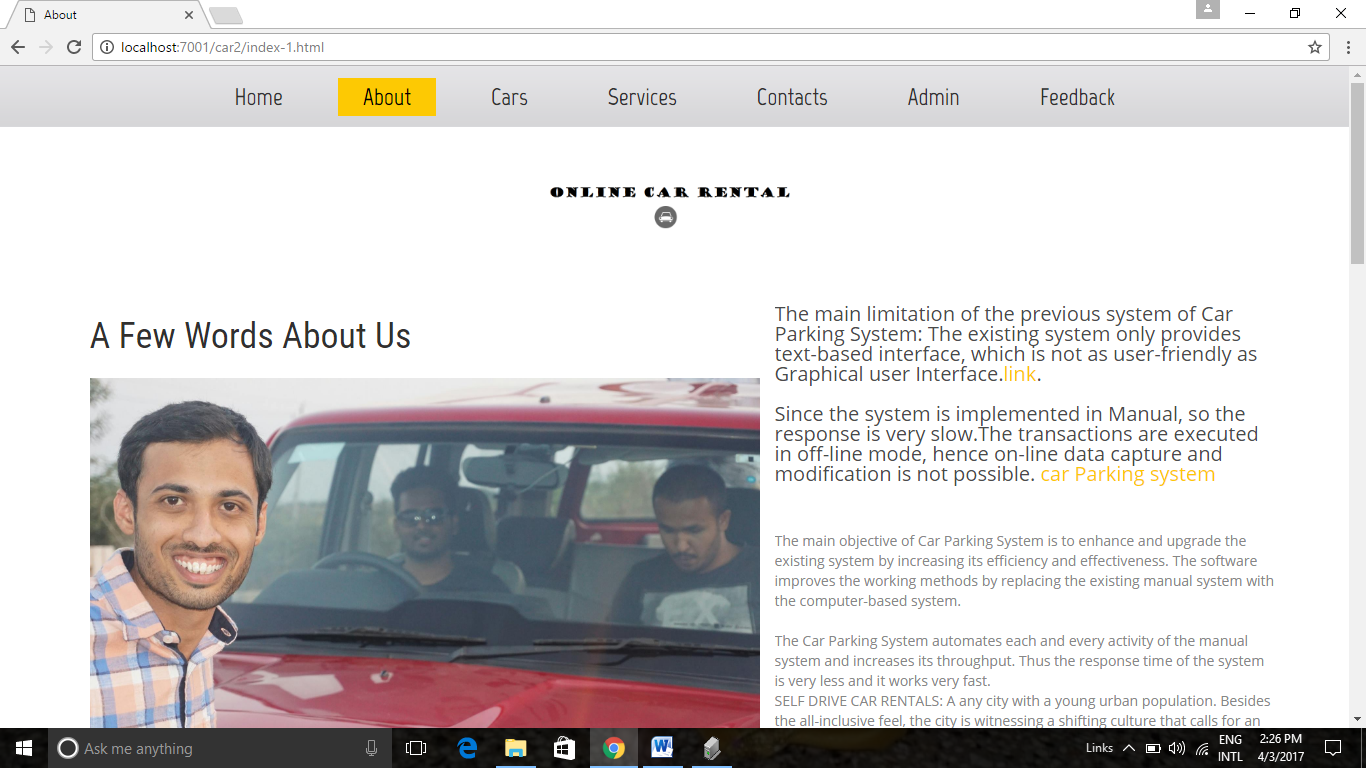 About
localhost:7001/car2/index-1.html
Home About Cars Services Contacts Admin Feedback
ONLINE CAR RENTAL
A Few Words About Us
The main limitation of the previous system of Car
Parking System: The existing system only provides
text-based interface, which is not as user-friendly as
Graphical user Interface.link.
Since the system is implemented in Manual, so the
response is very slow.The transactions are executed
in off-line mode, hence on-line data capture and
modification is not possible. car Parking system
The main objective of Car Parking System is to enhance and upgrade the
existing system by increasing its efficiency and effectiveness. The software
improves the working methods by replacing the existing manual system with
the computer-based system.
The Car Parking System automates each and every activity of the manual
system and increases its throughput. Thus the response time of the system
is very less and it works very fast.
SELF DRIVE CAR RENTALS: A any city with a young urban population. Besides
the all-inclusive feel, the city is witnessing a shifting culture that calls for an
Ask me anything
Links
ENG
INTL
2:26 PM
4/3/2017